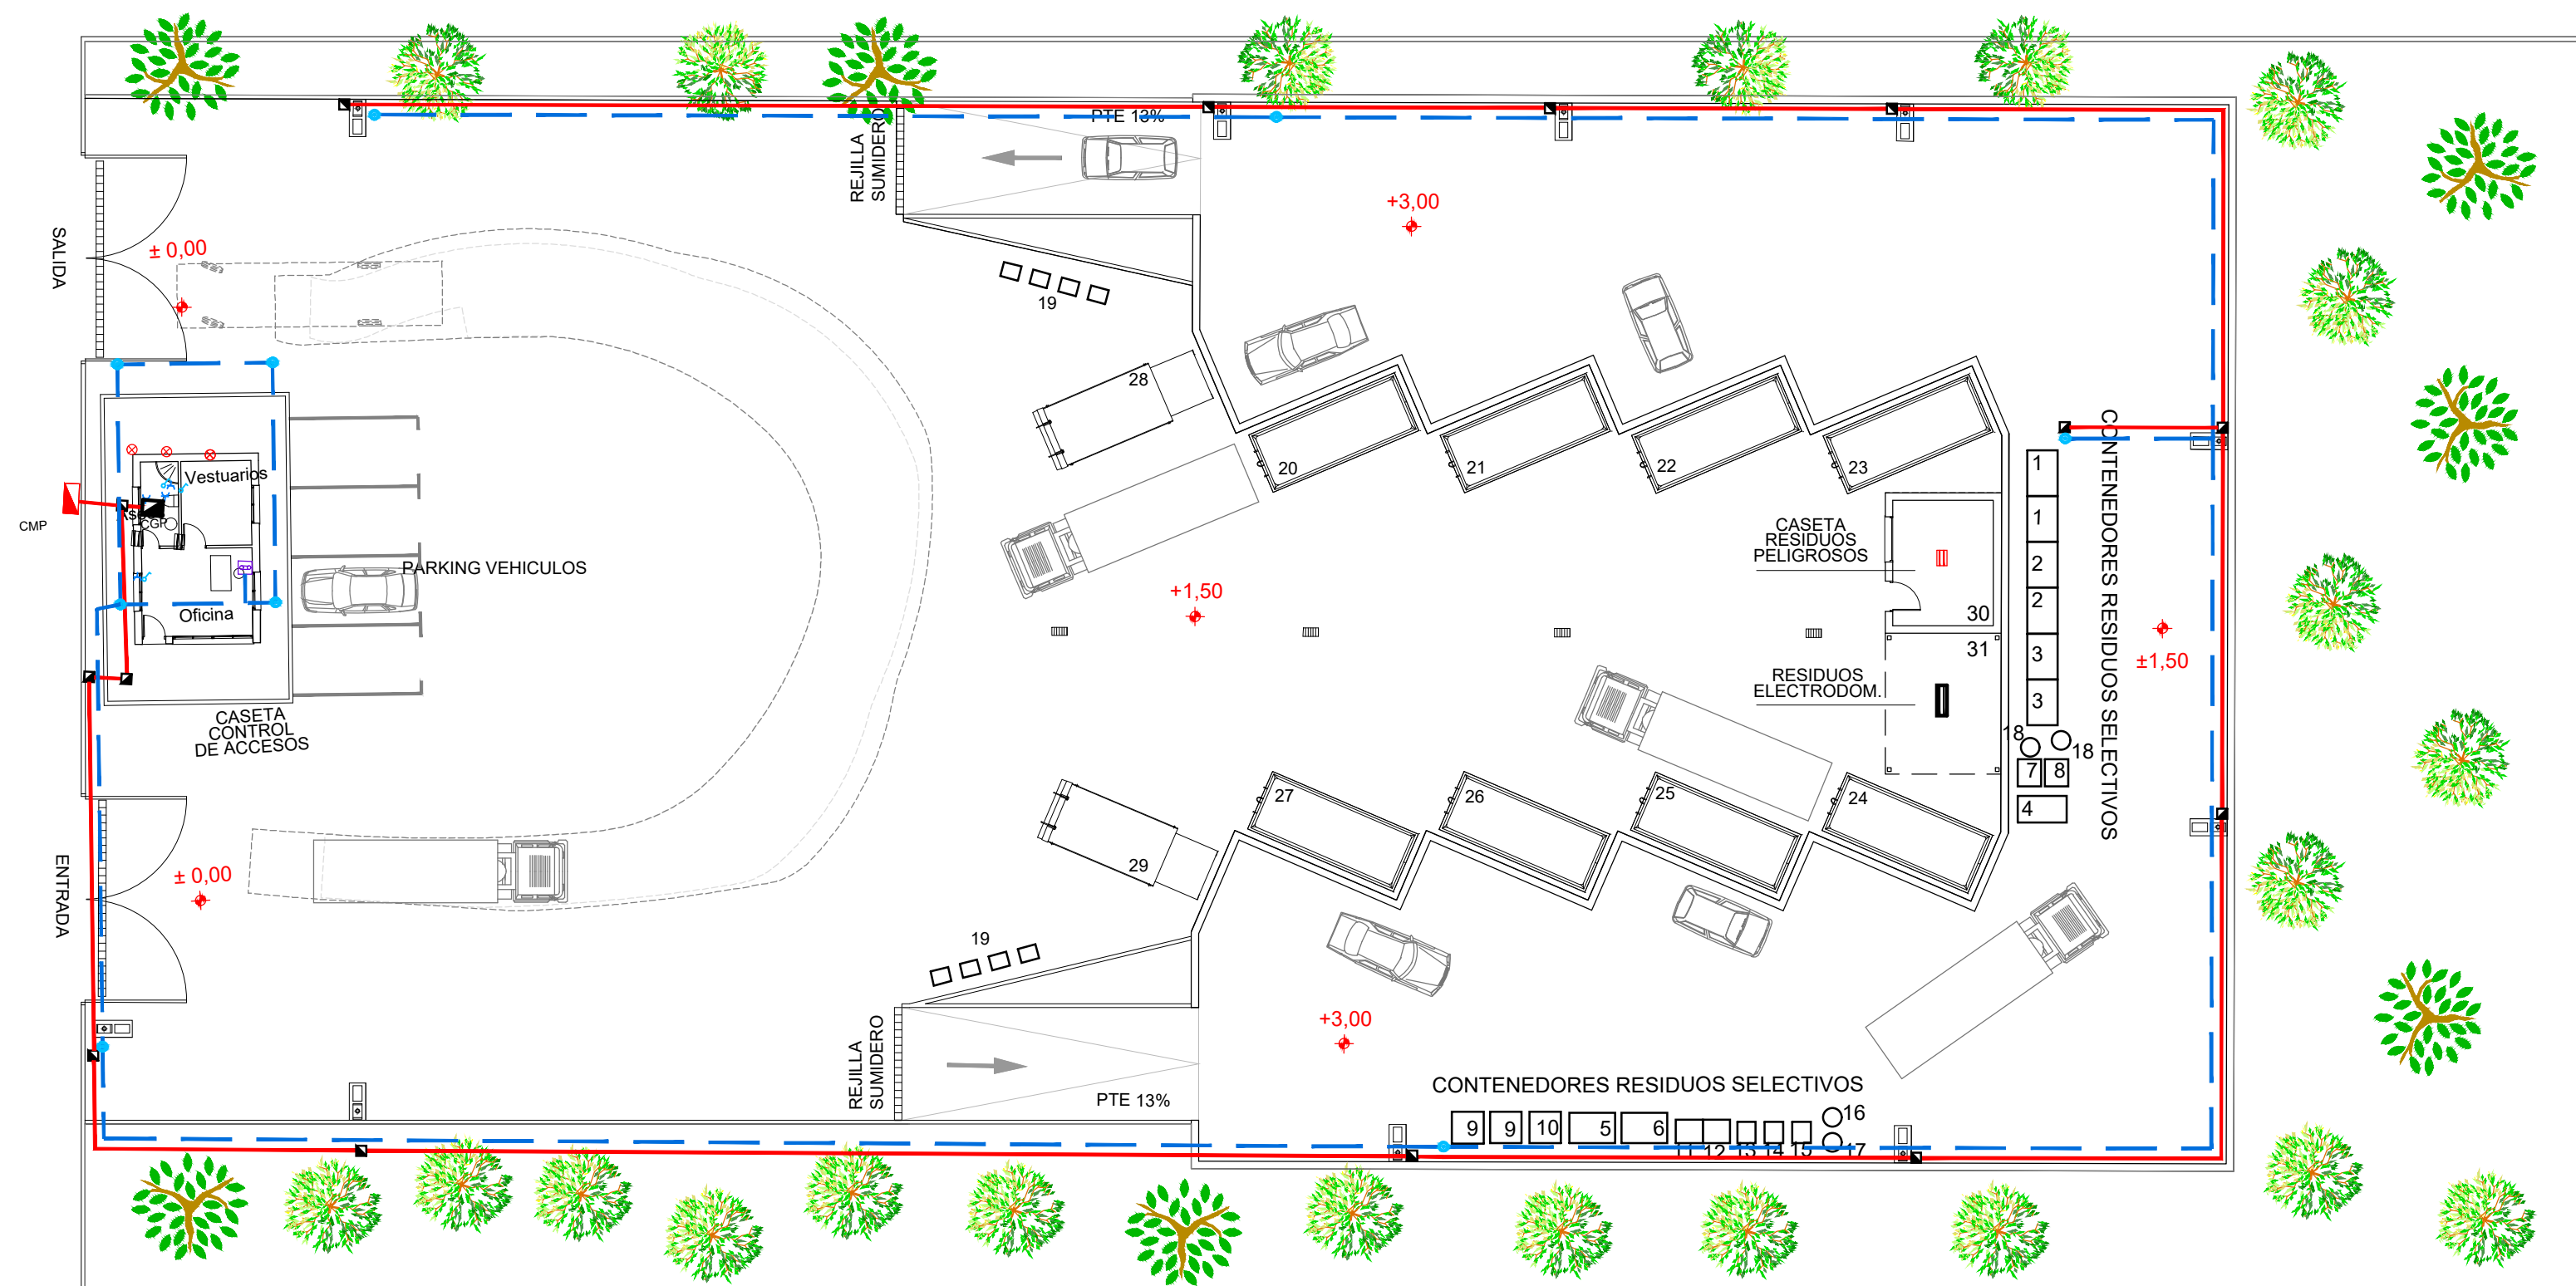 PTE 13%
REJILLA
SUMIDERO
+3,00
SALIDA
± 0,00
19
28
20
21
22
23
CONTENEDORES RESIDUOS SELECTIVOS
1
1
2
2
3
3
18
18
7
8
4
Vestuarios
CGP
CMP
Oficina
PARKING VEHICULOS
CASETA
RESIDUOS
PELIGROSOS
30
31
+1,50
±1,50
RESIDUOS
ELECTRODOM.
CASETA
CONTROL
DE ACCESOS
27
26
25
24
29
ENTRADA
± 0,00
19
+3,00
REJILLA
SUMIDERO
PTE 13%
CONTENEDORES RESIDUOS SELECTIVOS
9
9
10
5
6
16
11
12
13
14
15
17